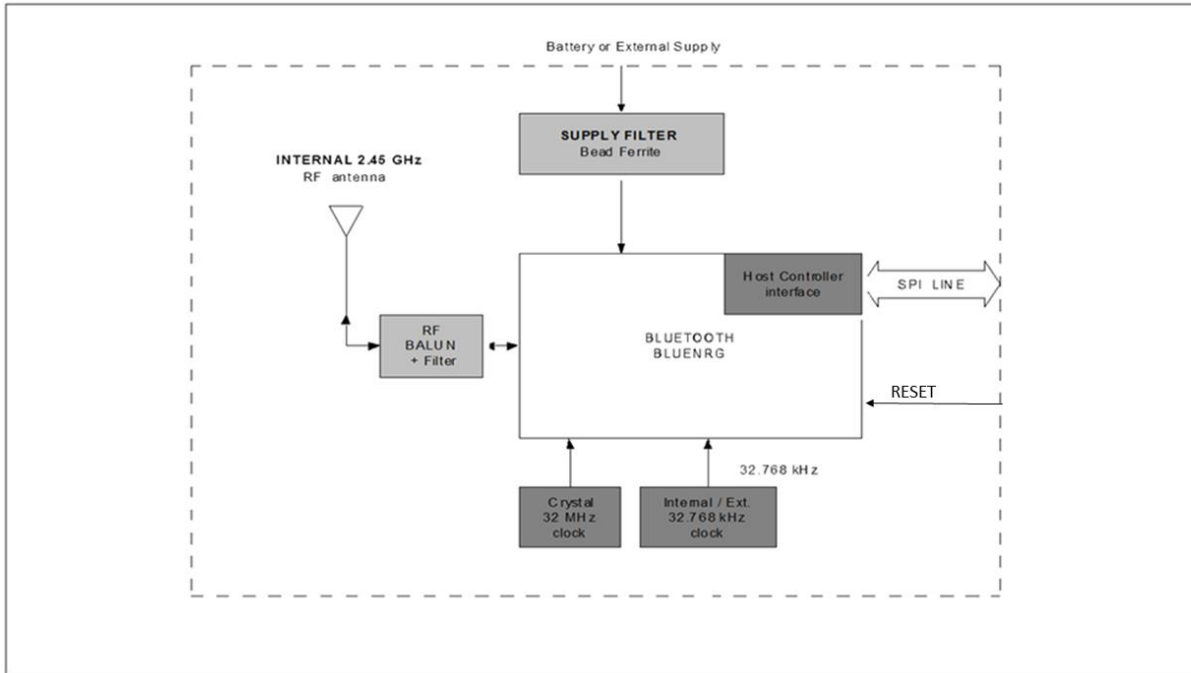 Battery or External Supply
SUPPLY FILTER
Bead Ferrite
INTERNAL 2.45 GHz
RF antenna
Host Controller
interface
SPI LINE
RF
BALUN
+ Filter
BLUETOOTH
BLUENRG
RESET
32.768 kHz
Crystal
32 MHz
clock
Internal / Ext.
32.768 kHz
clock